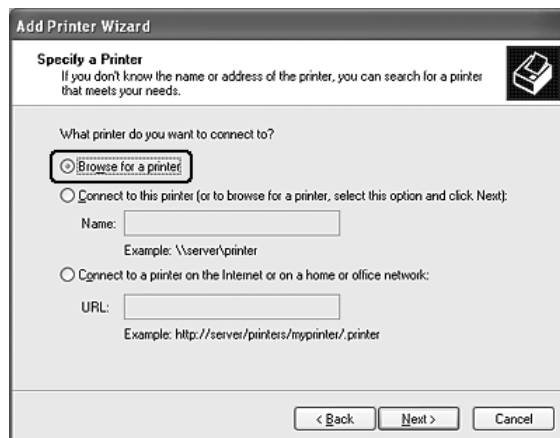 Add Printer Wizard
Specify a Printer
If you don't know the name or address of the printer, you can search for a printer
that meets your needs.
What printer do you want to connect to?
Browse for a printer
Connect to this printer (or to browse for a printer, select this option and click Next):
Name:
Example: \\server\printer
Connect to a printer on the Internet or on a home or office network:
URL:
Example: http://server/printers/myprinter/.printer
< Back Next > Cancel